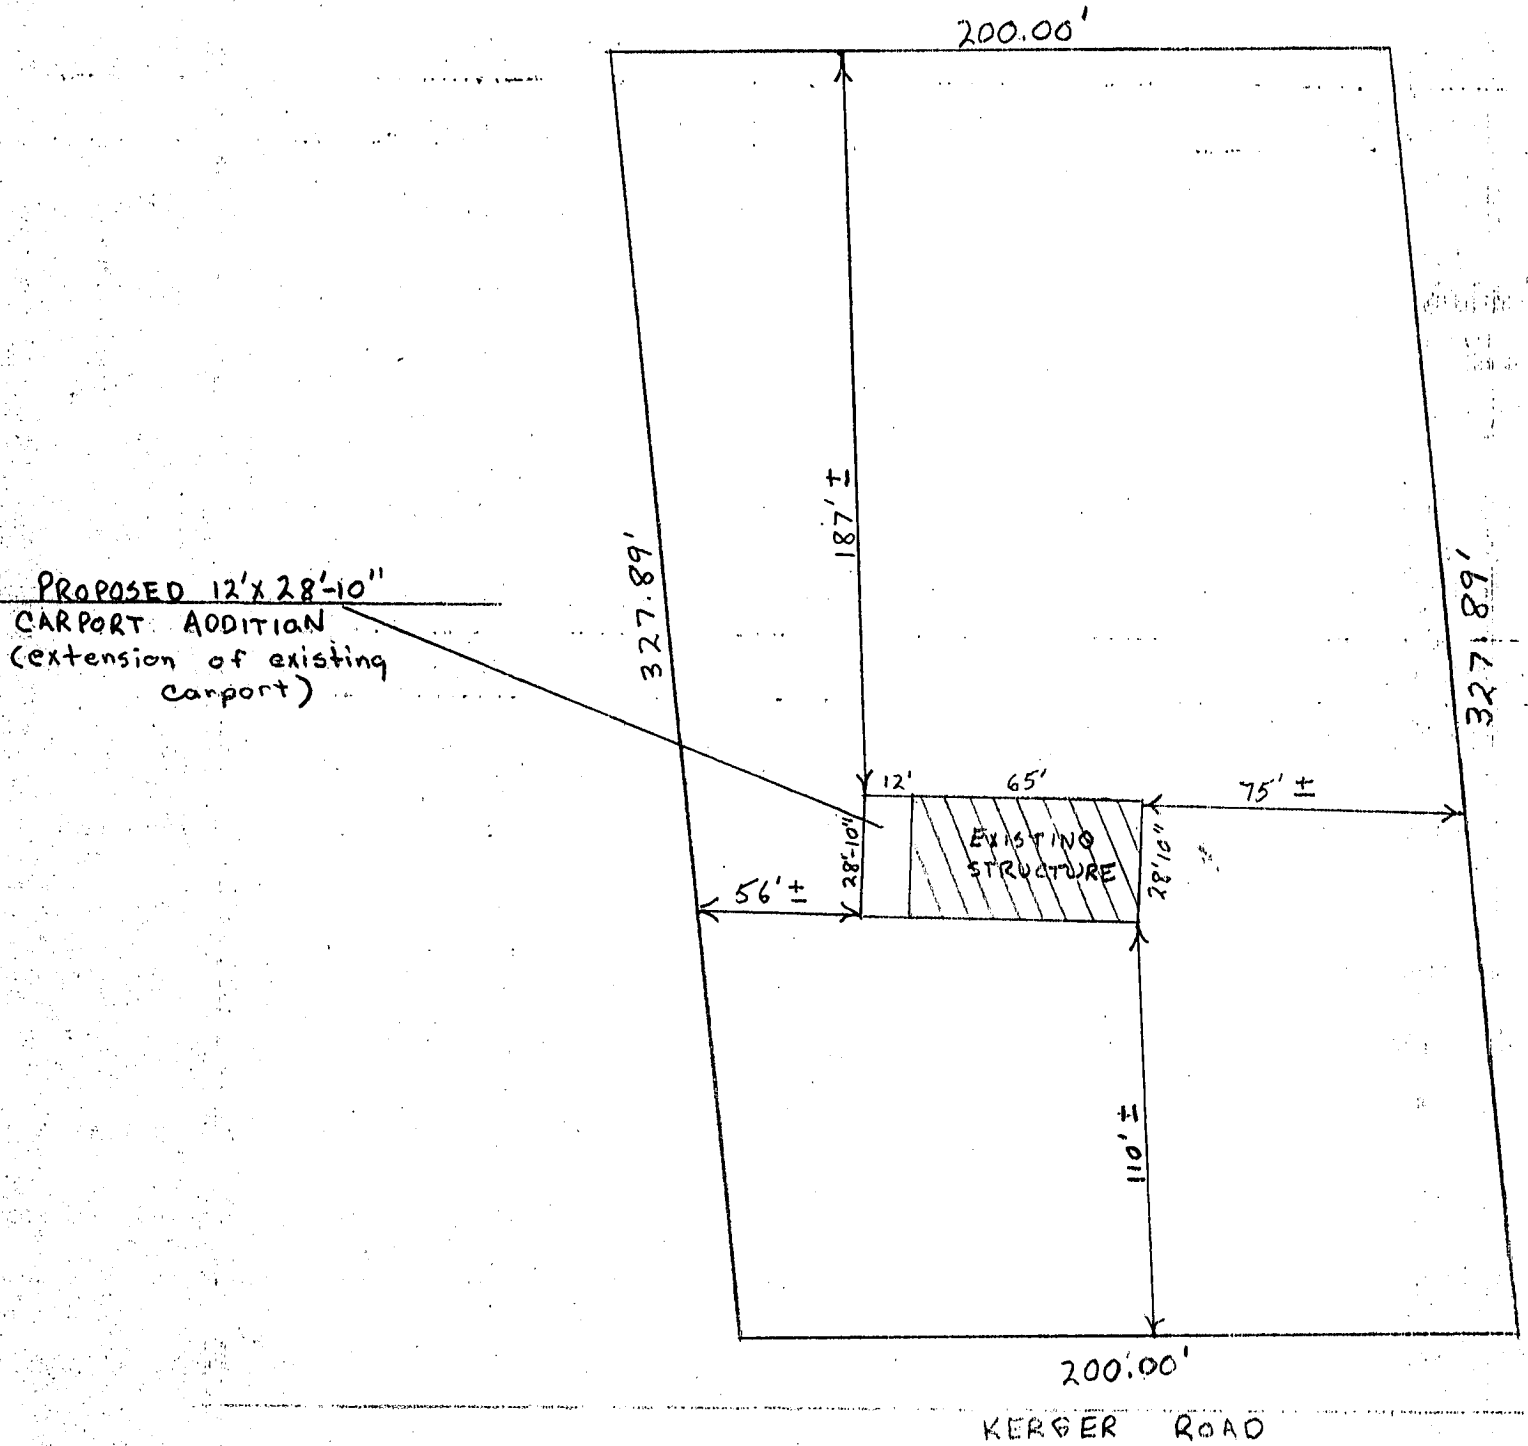 200.00'
187' ±
327.89'
327.89'
PROPOSED 12'X 28'-10"
CARPORT ADDITION
(extension of existing
carport)
12'
65'
75' ±
28'-10"
EXISTING
STRUCTURE
28'10"
56' ±
110' ±
200.00'
KERGER ROAD